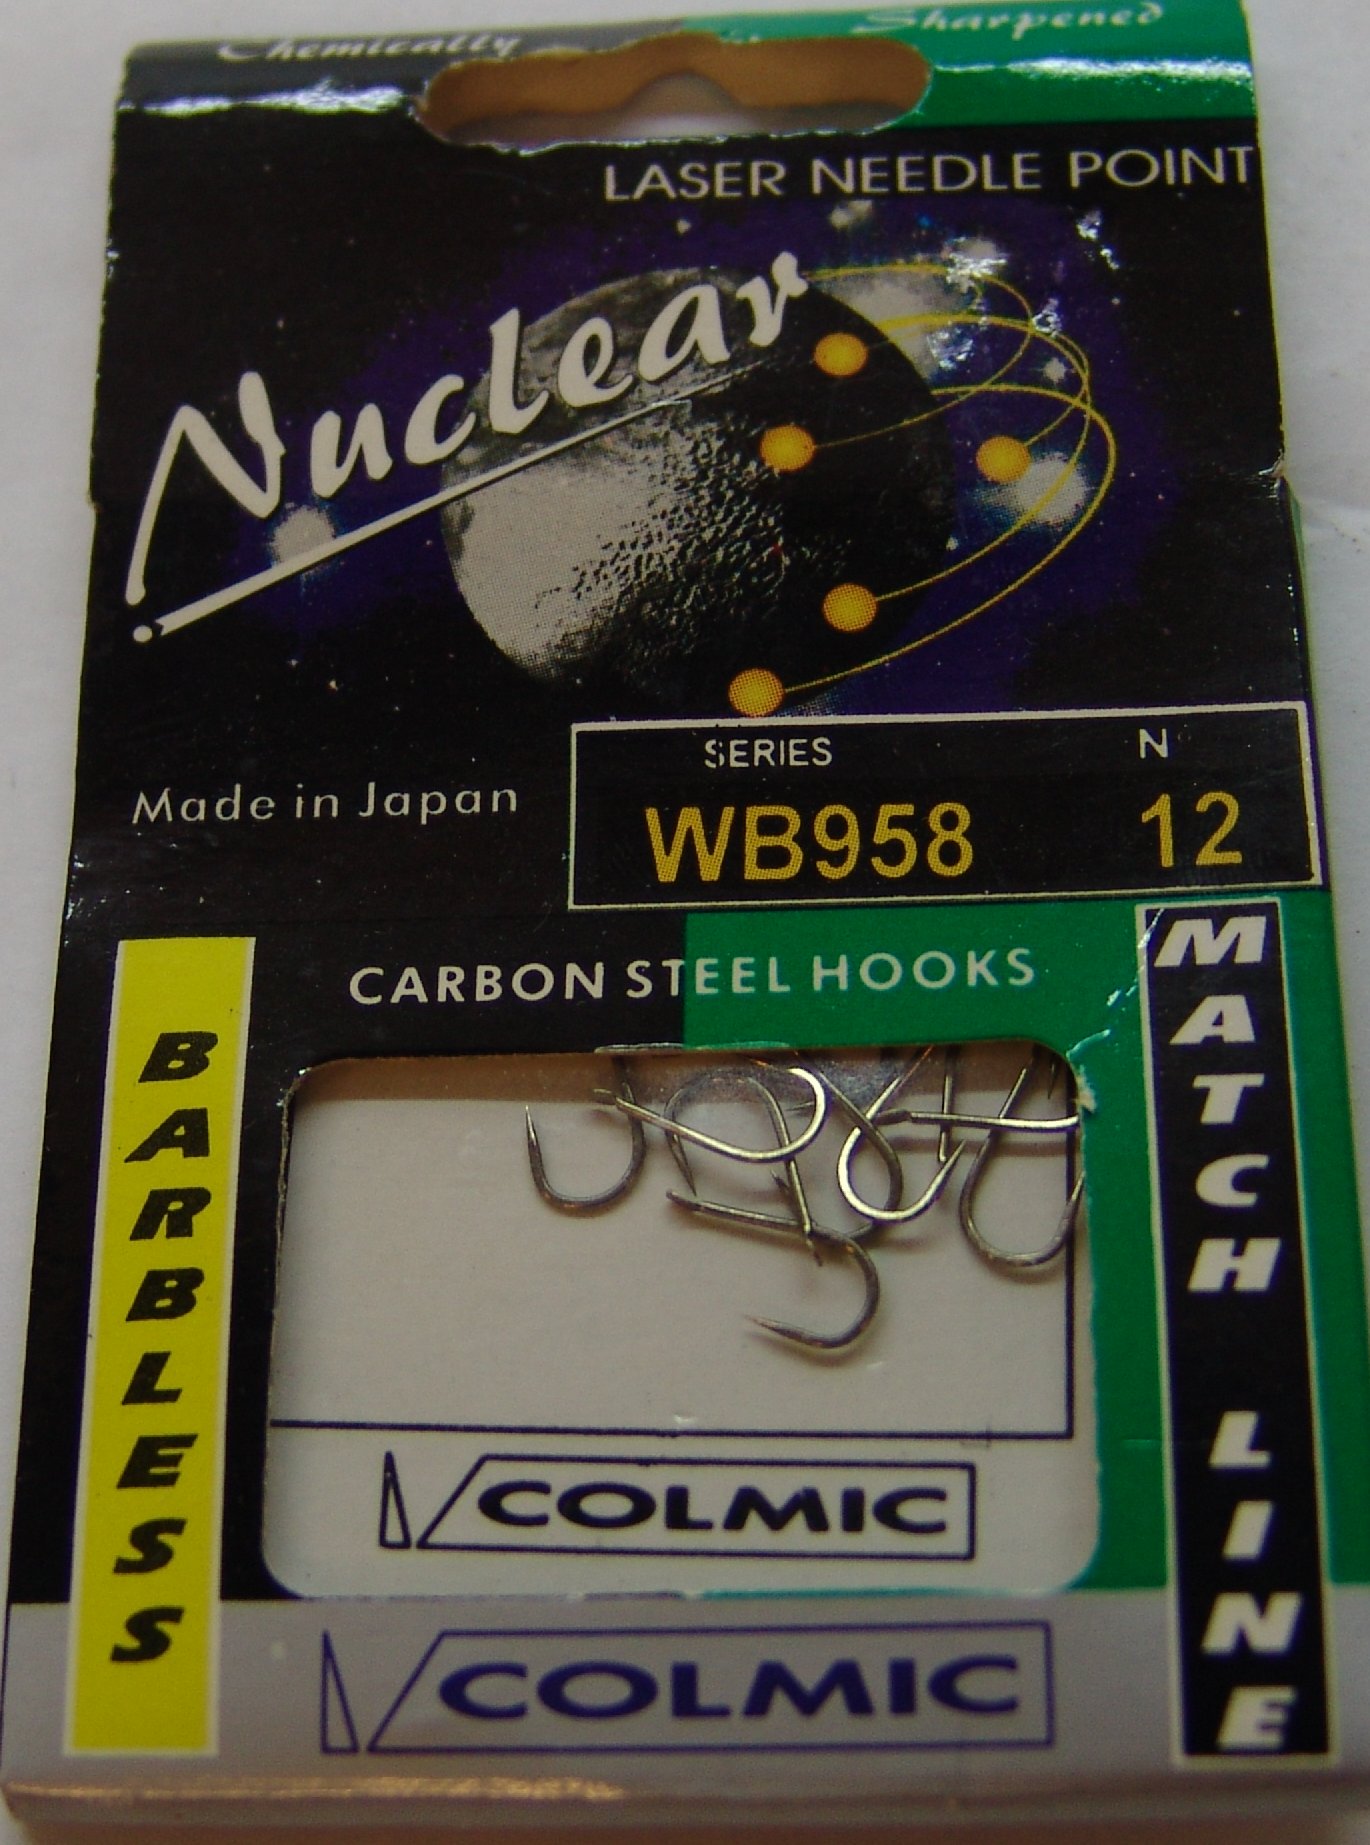 Chemically Sharpened
LASER NEEDLE POINT
Nuclear
SERIES N
WB958 12
Made in Japan
CARBON STEEL HOOKS
BARBLESS
MATCH LINE
COLMIC
COLMIC